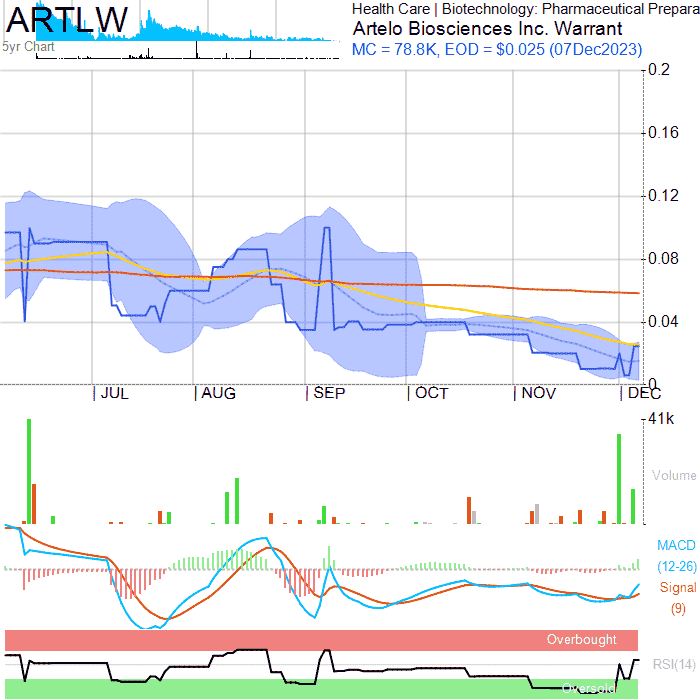 ARTLW
Health Care | Biotechnology: Pharmaceutical Prepara
Artelo Biosciences Inc. Warrant
MC = 78.8K, EOD = $0.025 (07Dec2023)
5yr Chart
0.2
0.16
0.12
0.08
0.04
0
JUL AUG SEP OCT NOV DEC
41k
Volume
MACD
(12-26)
Signal
(9)
Overbought
RSI(14)
Oversold